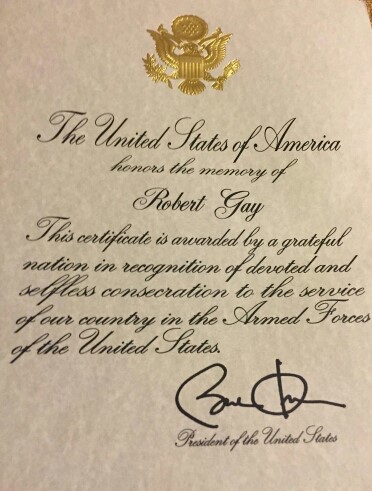 The United States of America
honors the memory of
Robert Gay
This certificate is awarded by a grateful
nation in recognition of devoted and
selfless consecration to the service
of our country in the Armed Forces
of the United States.
President of the United States